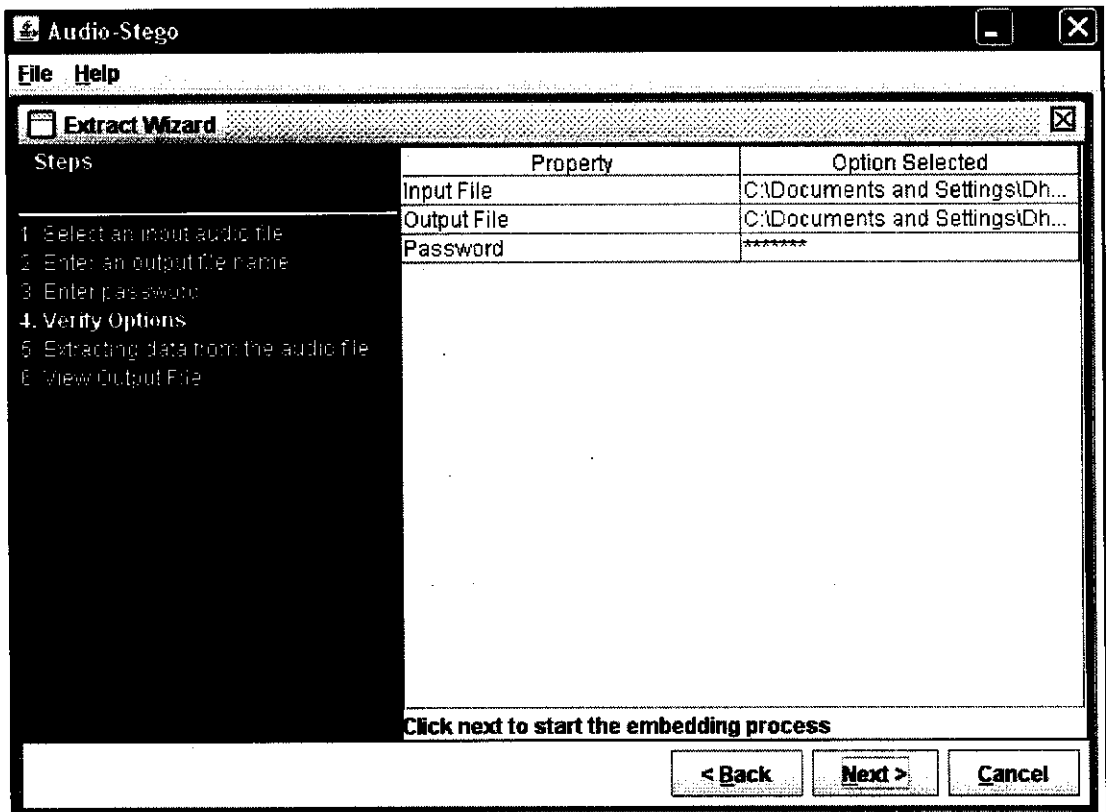 Audio-Stego
File Help
Extract Wizard
Steps
1. Select an input audio file
2. Enter an output file name
3. Enter password
4. Verify Options
5. Extracting data from the audio file
6. View Output File
Property Option Selected
Input File C:\Documents and Settings\Dh...
Output File C:\Documents and Settings\Dh...
Password *******
Click next to start the embedding process
< Back Next > Cancel